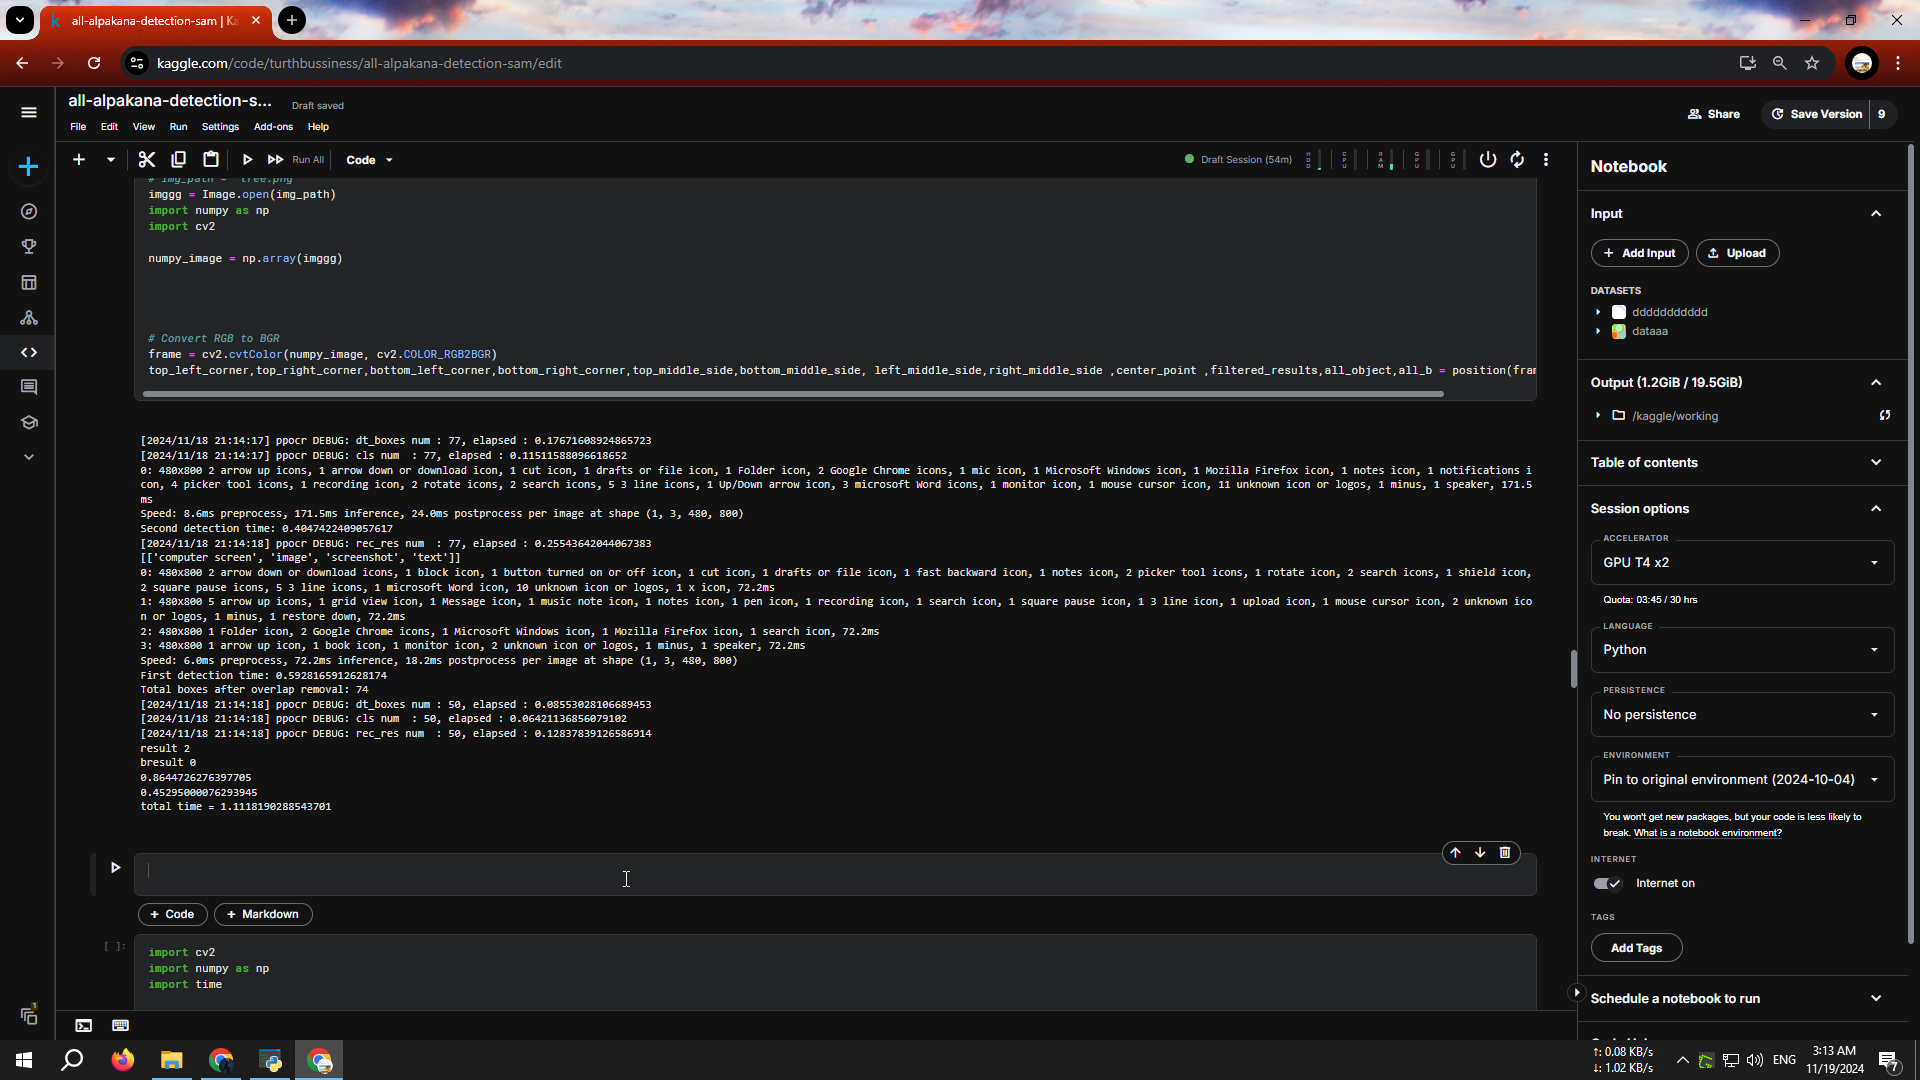 all-alpakana-detection-sam | Ka
kaggle.com/code/turthbussiness/all-alpakana-detection-sam/edit
all-alpakana-detection-s...
Draft saved
Share
Save Version
9
File
Edit
View
Run
Settings
Add-ons
Help
Run All
Code
Draft Session (54m)
HDD
CPU
RAM
GPU
GPU
# img_path = "tree.png"
imggg = Image.open(img_path)
import numpy as np
import cv2
numpy_image = np.array(imggg)
# Convert RGB to BGR
frame = cv2.cvtColor(numpy_image, cv2.COLOR_RGB2BGR)
top_left_corner,top_right_corner,bottom_left_corner,bottom_right_corner,top_middle_side,bottom_middle_side, left_middle_side,right_middle_side ,center_point ,filtered_results,all_object,all_b = position(fram
[2024/11/18 21:14:17] ppocr DEBUG: dt_boxes num : 77, elapsed : 0.17671608924865723
[2024/11/18 21:14:17] ppocr DEBUG: cls num  : 77, elapsed : 0.11511588096618652
0: 480x800 2 arrow up icons, 1 arrow down or download icon, 1 cut icon, 1 drafts or file icon, 1 Folder icon, 2 Google Chrome icons, 1 mic icon, 1 Microsoft Windows icon, 1 Mozilla Firefox icon, 1 notes icon, 1 notifications i
con, 4 picker tool icons, 1 recording icon, 2 rotate icons, 2 search icons, 5 3 line icons, 1 Up/Down arrow icon, 3 microsoft Word icons, 1 monitor icon, 1 mouse cursor icon, 11 unknown icon or logos, 1 minus, 1 speaker, 171.5
ms
Speed: 8.6ms preprocess, 171.5ms inference, 24.0ms postprocess per image at shape (1, 3, 480, 800)
Second detection time: 0.4047422409057617
[2024/11/18 21:14:18] ppocr DEBUG: rec_res num  : 77, elapsed : 0.25543642044067383
[['computer screen', 'image', 'screenshot', 'text']]
0: 480x800 2 arrow down or download icons, 1 block icon, 1 button turned on or off icon, 1 cut icon, 1 drafts or file icon, 1 fast backward icon, 1 notes icon, 2 picker tool icons, 1 rotate icon, 2 search icons, 1 shield icon,
2 square pause icons, 5 3 line icons, 1 microsoft Word icon, 10 unknown icon or logos, 1 x icon, 72.2ms
1: 480x800 5 arrow up icons, 1 grid view icon, 1 Message icon, 1 music note icon, 1 notes icon, 1 pen icon, 1 recording icon, 1 search icon, 1 square pause icon, 1 3 line icon, 1 upload icon, 1 mouse cursor icon, 2 unknown ico
n or logos, 1 minus, 1 restore down, 72.2ms
2: 480x800 1 Folder icon, 2 Google Chrome icons, 1 Microsoft Windows icon, 1 Mozilla Firefox icon, 1 search icon, 72.2ms
3: 480x800 1 arrow up icon, 1 book icon, 1 monitor icon, 2 unknown icon or logos, 1 minus, 1 speaker, 72.2ms
Speed: 6.0ms preprocess, 72.2ms inference, 18.2ms postprocess per image at shape (1, 3, 480, 800)
First detection time: 0.5928165912628174
Total boxes after overlap removal: 74
[2024/11/18 21:14:18] ppocr DEBUG: dt_boxes num : 50, elapsed : 0.08553028106689453
[2024/11/18 21:14:18] ppocr DEBUG: cls num  : 50, elapsed : 0.06421136856079102
[2024/11/18 21:14:18] ppocr DEBUG: rec_res num  : 50, elapsed : 0.12837839126586914
result 2
bresult 0
0.8644726276397705
0.45295000076293945
total time = 1.1118190288543701
+ Code
+ Markdown
[ ]:
import cv2
import numpy as np
import time
Notebook
Input
+ Add Input
Upload
DATASETS
ddddddddddd
dataaa
Output (1.2GiB / 19.5GiB)
/kaggle/working
Table of contents
Session options
ACCELERATOR
GPU T4 x2
Quota: 03:45 / 30 hrs
LANGUAGE
Python
PERSISTENCE
No persistence
ENVIRONMENT
Pin to original environment (2024-10-04)
You won't get new packages, but your code is less likely to
break. What is a notebook environment?
INTERNET
Internet on
TAGS
Add Tags
Schedule a notebook to run
1
↑: 0.08 KB/s
↓: 1.02 KB/s
ENG
3:13 AM
11/19/2024
7